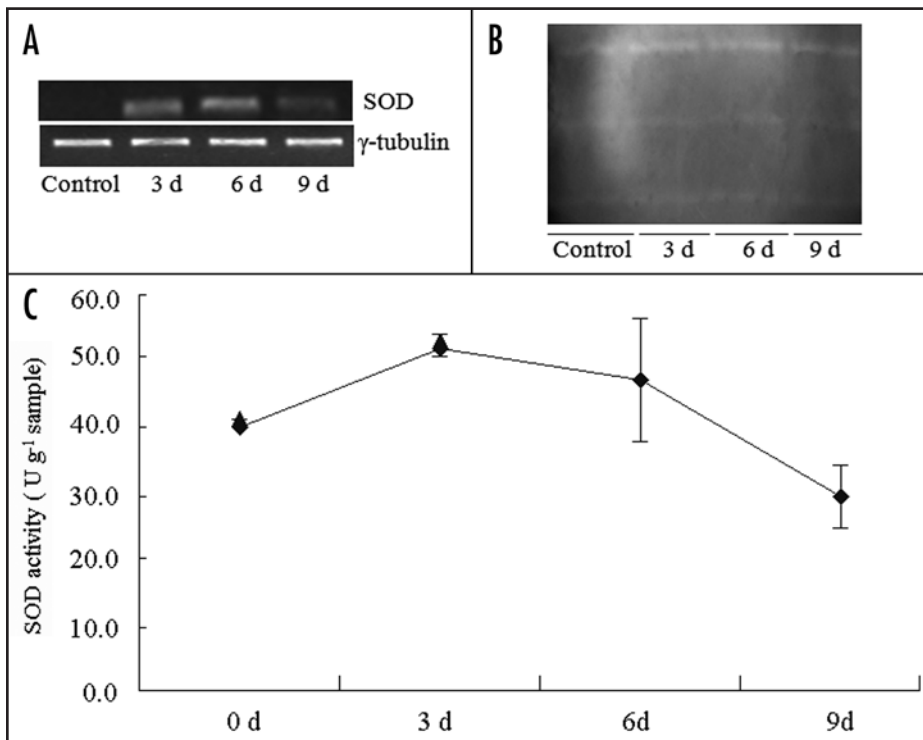 A
SOD
γ-tubulin
Control 3 d 6 d 9 d
B
Control 3 d 6 d 9 d
C
SOD activity ( U g-1 sample)
60.0
50.0
40.0
30.0
20.0
10.0
0.0
0 d 3 d 6d 9d